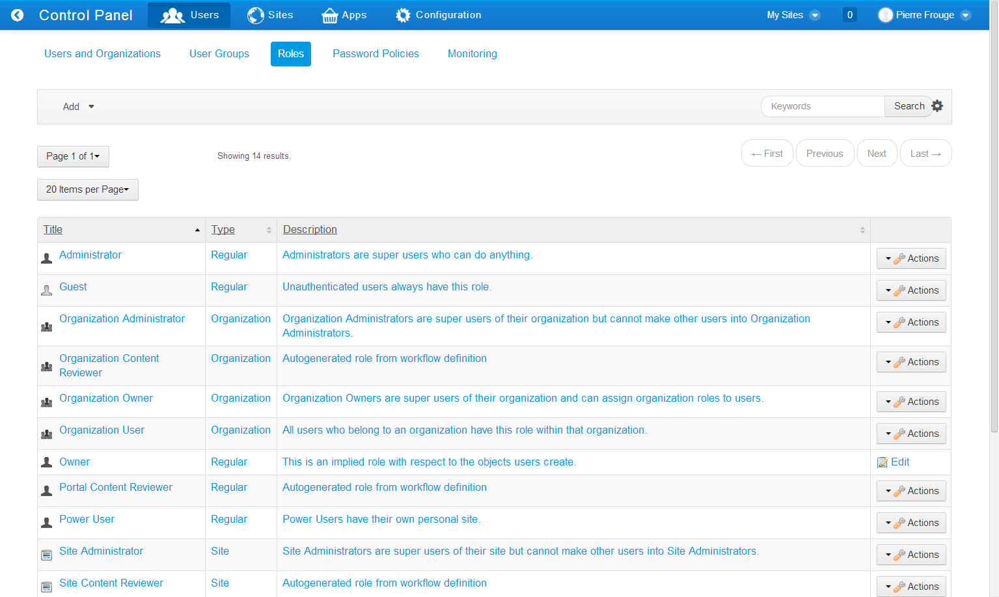 Control Panel Users Sites Apps Configuration My Sites 0 Pierre Frouge
Users and Organizations User Groups Roles Password Policies Monitoring
Add Keywords Search
Page 1 of 1 Showing 14 results. ← First Previous Next Last →
20 Items per Page
Title Type Description
Administrator Regular Administrators are super users who can do anything. Actions
Guest Regular Unauthenticated users always have this role. Actions
Organization Administrator Organization Organization Administrators are super users of their organization but cannot make other users into Organization Actions
Administrators.
Organization Content Organization Autogenerated role from workflow definition Actions
Reviewer
Organization Owner Organization Organization Owners are super users of their organization and can assign organization roles to users. Actions
Organization User Organization All users who belong to an organization have this role within that organization. Actions
Owner Regular This is an implied role with respect to the objects users create. Edit
Portal Content Reviewer Regular Autogenerated role from workflow definition Actions
Power User Regular Power Users have their own personal site. Actions
Site Administrator Site Site Administrators are super users of their site but cannot make other users into Site Administrators. Actions
Site Content Reviewer Site Autogenerated role from workflow definition Actions